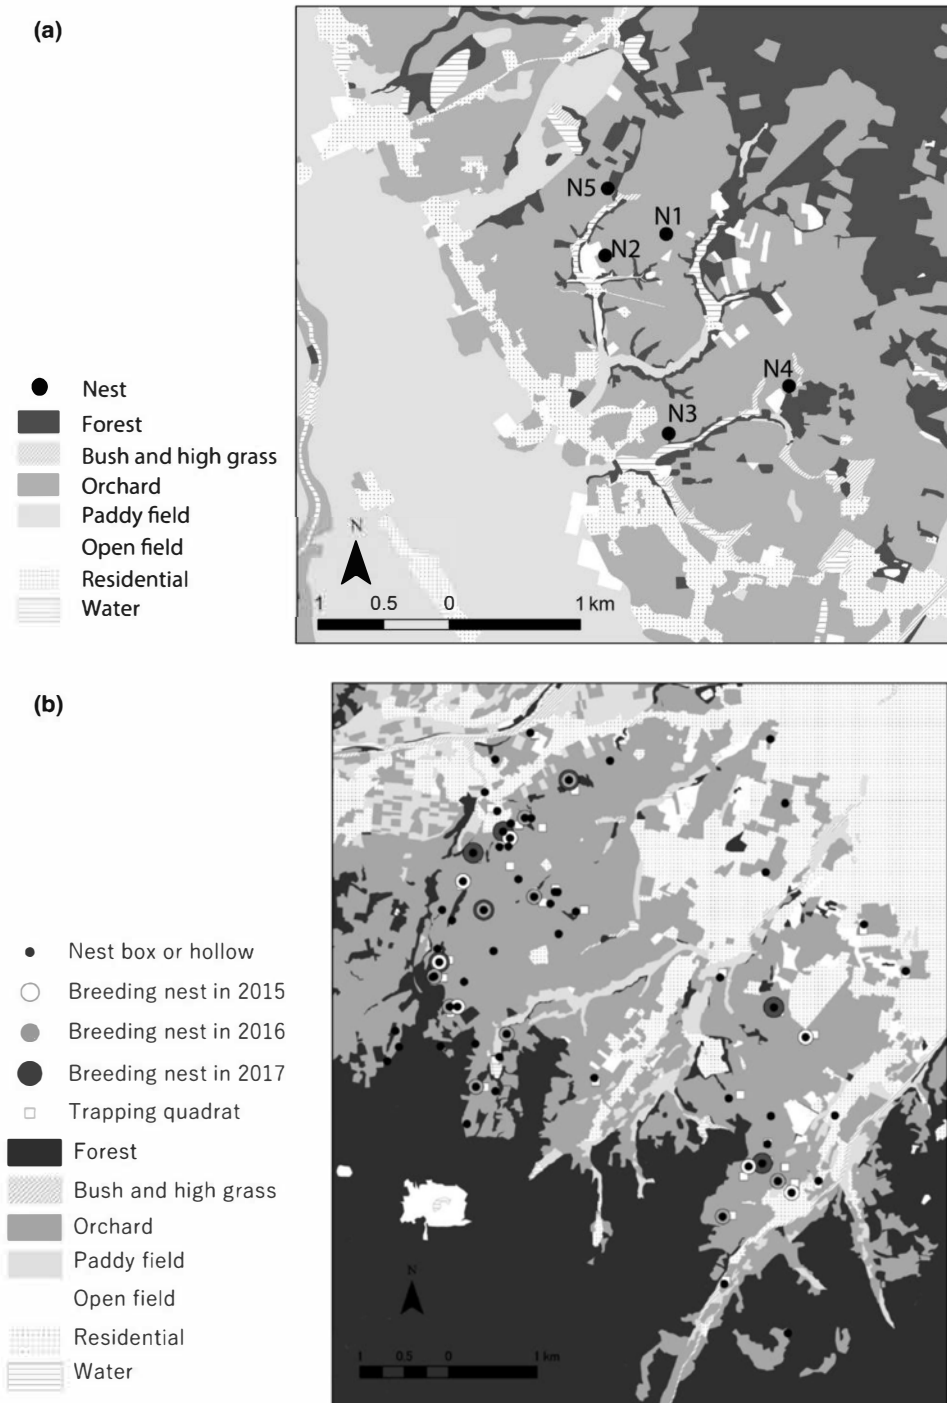 (a)
N5
N1
N2
N4
N3
Nest
Forest
Bush and high grass
Orchard
Paddy field
Open field
Residential
Water
N
1 0.5 0 1 km
(b)
Nest box or hollow
Breeding nest in 2015
Breeding nest in 2016
Breeding nest in 2017
Trapping quadrat
Forest
Bush and high grass
Orchard
Paddy field
Open field
Residential
Water
N
1 0.5 0 1 km